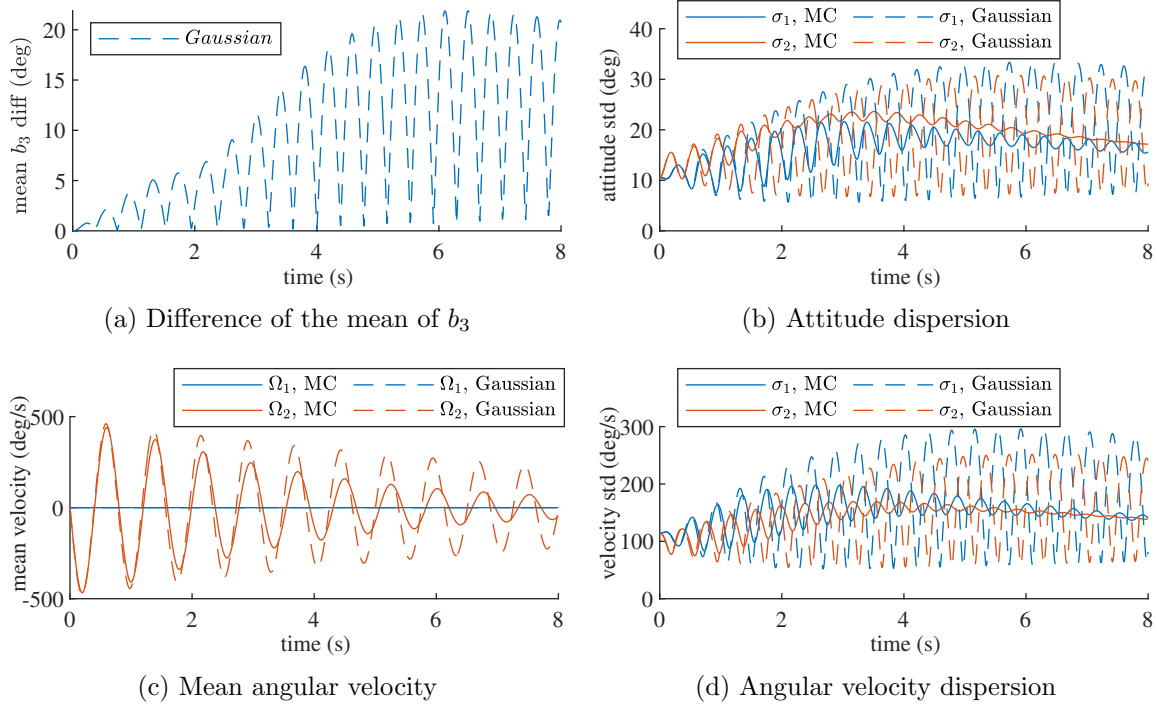 Gaussian
mean b₃ diff (deg)
20
15
10
5
0
0 2 4 6 8
time (s)
(a) Difference of the mean of b₃
σ₁, MC σ₁, Gaussian
σ₂, MC σ₂, Gaussian
attitude std (deg)
40
30
20
10
0
0 2 4 6 8
time (s)
(b) Attitude dispersion
Ω₁, MC Ω₁, Gaussian
Ω₂, MC Ω₂, Gaussian
mean velocity (deg/s)
500
0
-500
0 2 4 6 8
time (s)
(c) Mean angular velocity
σ₁, MC σ₁, Gaussian
σ₂, MC σ₂, Gaussian
velocity std (deg/s)
300
200
100
0
0 2 4 6 8
time (s)
(d) Angular velocity dispersion